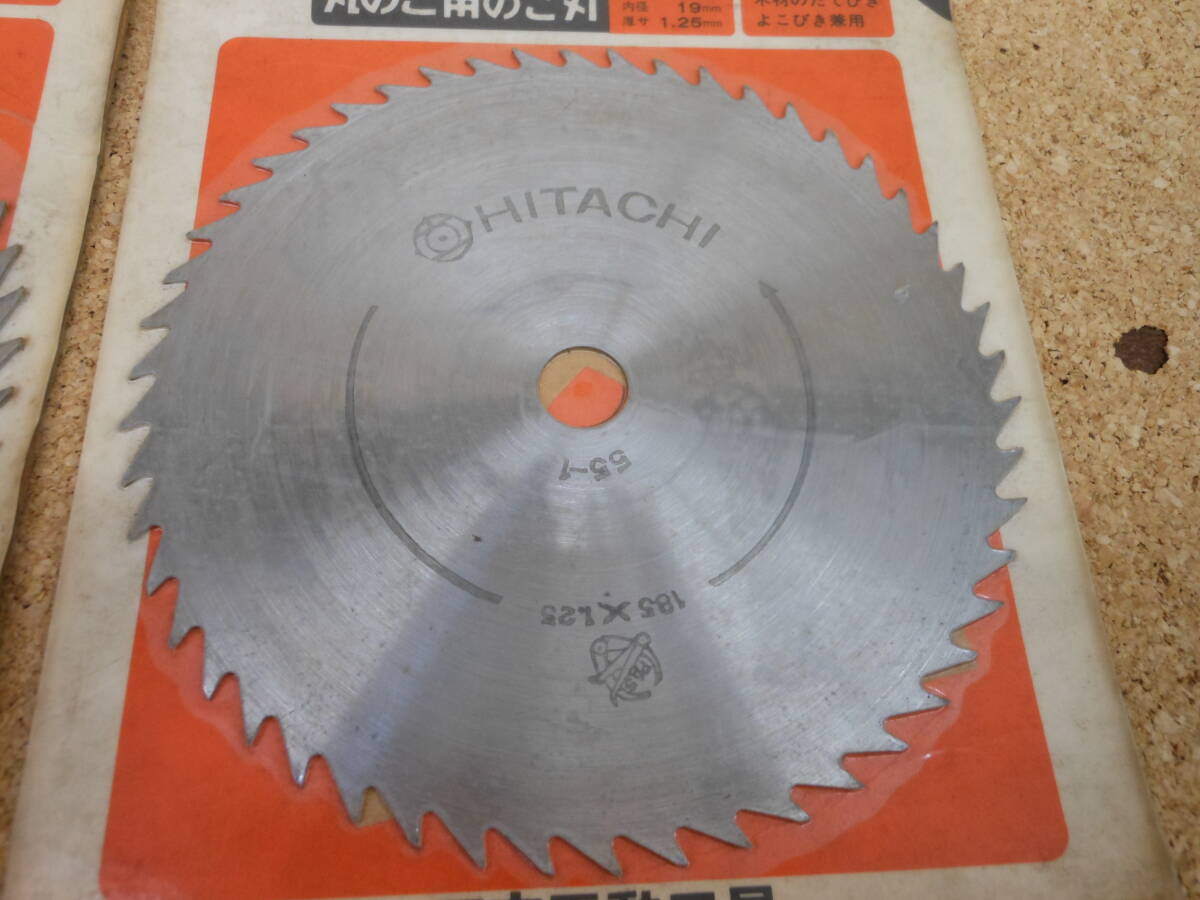 丸のこ用のこ刃
内径 19mm
厚サ 1.25mm
木材のたてびき
よこびき兼用
HITACHI
55-1
185×1.25